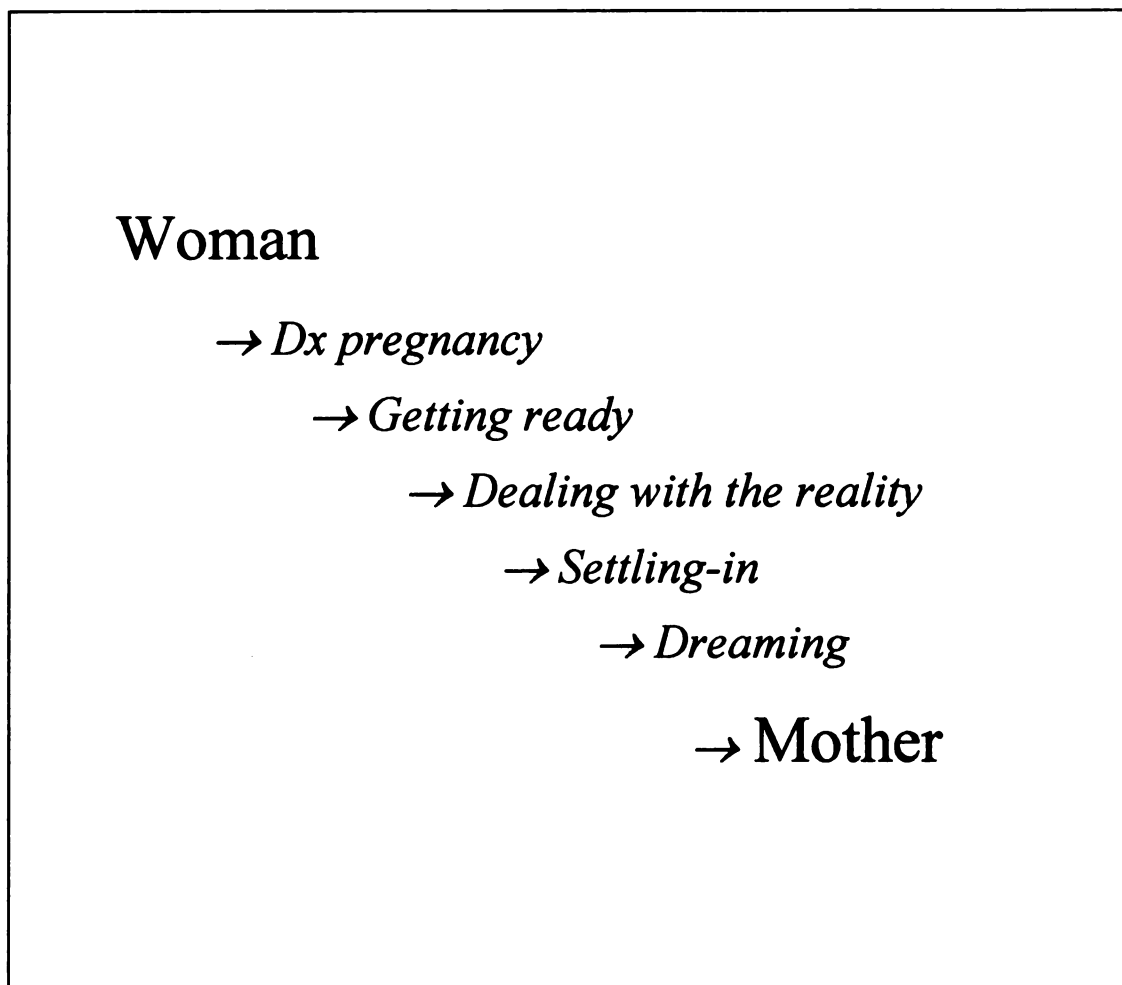 Woman
→ Dx pregnancy
→ Getting ready
→ Dealing with the reality
→ Settling-in
→ Dreaming
→ Mother